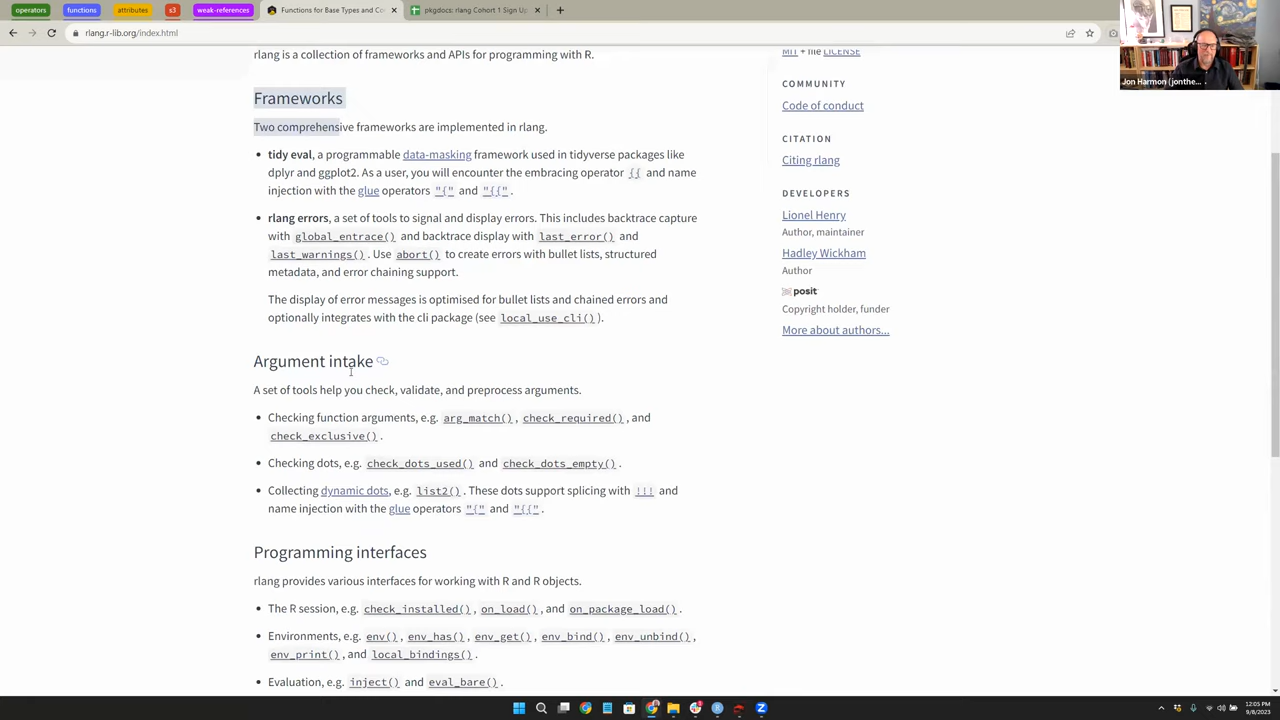 operators
functions
attributes
s3
weak-references
Functions for Base Types and Co
pkgdocs: rlang Cohort 1 Sign Up
rlang.r-lib.org/index.html
Jon Harmon (jonthe...
rlang is a collection of frameworks and APIs for programming with R.
Frameworks
Two comprehensive frameworks are implemented in rlang.
• tidy eval, a programmable data-masking framework used in tidyverse packages like
dplyr and ggplot2. As a user, you will encounter the embracing operator {{ and name
injection with the glue operators "{" and "{{".
• rlang errors, a set of tools to signal and display errors. This includes backtrace capture
with global_entrace() and backtrace display with last_error() and
last_warnings(). Use abort() to create errors with bullet lists, structured
metadata, and error chaining support.
The display of error messages is optimised for bullet lists and chained errors and
optionally integrates with the cli package (see local_use_cli()).
Argument intake
A set of tools help you check, validate, and preprocess arguments.
• Checking function arguments, e.g. arg_match(), check_required(), and
check_exclusive().
• Checking dots, e.g. check_dots_used() and check_dots_empty().
• Collecting dynamic dots, e.g. list2(). These dots support splicing with !!! and
name injection with the glue operators "{" and "{{".
Programming interfaces
rlang provides various interfaces for working with R and R objects.
• The R session, e.g. check_installed(), on_load(), and on_package_load().
• Environments, e.g. env(), env_has(), env_get(), env_bind(), env_unbind(),
env_print(), and local_bindings().
• Evaluation, e.g. inject() and eval_bare().
MIT + file LICENSE
COMMUNITY
Code of conduct
CITATION
Citing rlang
DEVELOPERS
Lionel Henry
Author, maintainer
Hadley Wickham
Author
posit
Copyright holder, funder
More about authors...
12:05 PM
9/8/2023